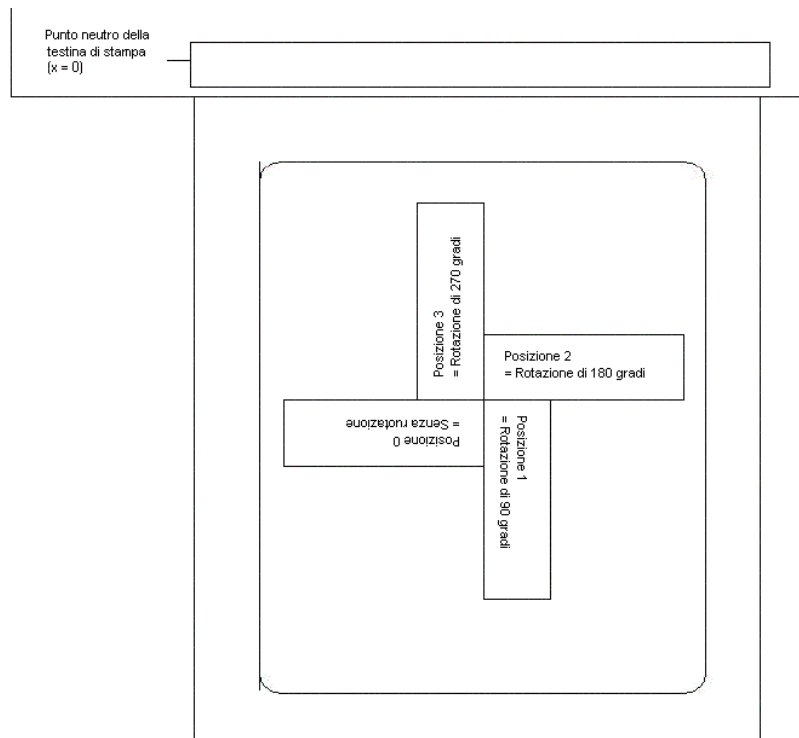 Punto neutro della
testina di stampa
(x = 0)
Posizione 3
= Rotazione di 270 gradi
Posizione 2
= Rotazione di 180 gradi
Posizione 0
= Senza ruotazione
Posizione 1
= Rotazione di 90 gradi